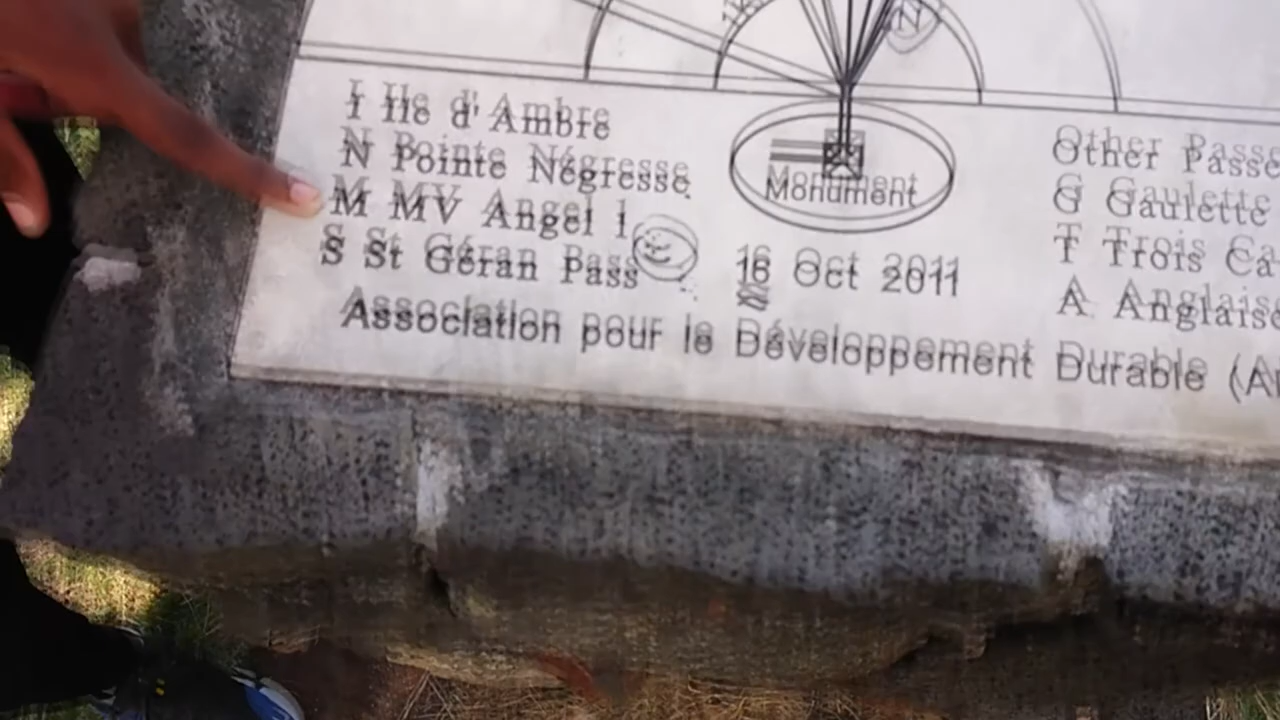 N
I Ile d'Ambre
N Pointe Négresse
M MV Angel 1
S St Géran Pass
Monument
16 Oct 2011
Other Passe
G Gaulette
T Trois Ca
A Anglaise
Association pour le Développement Durable (A